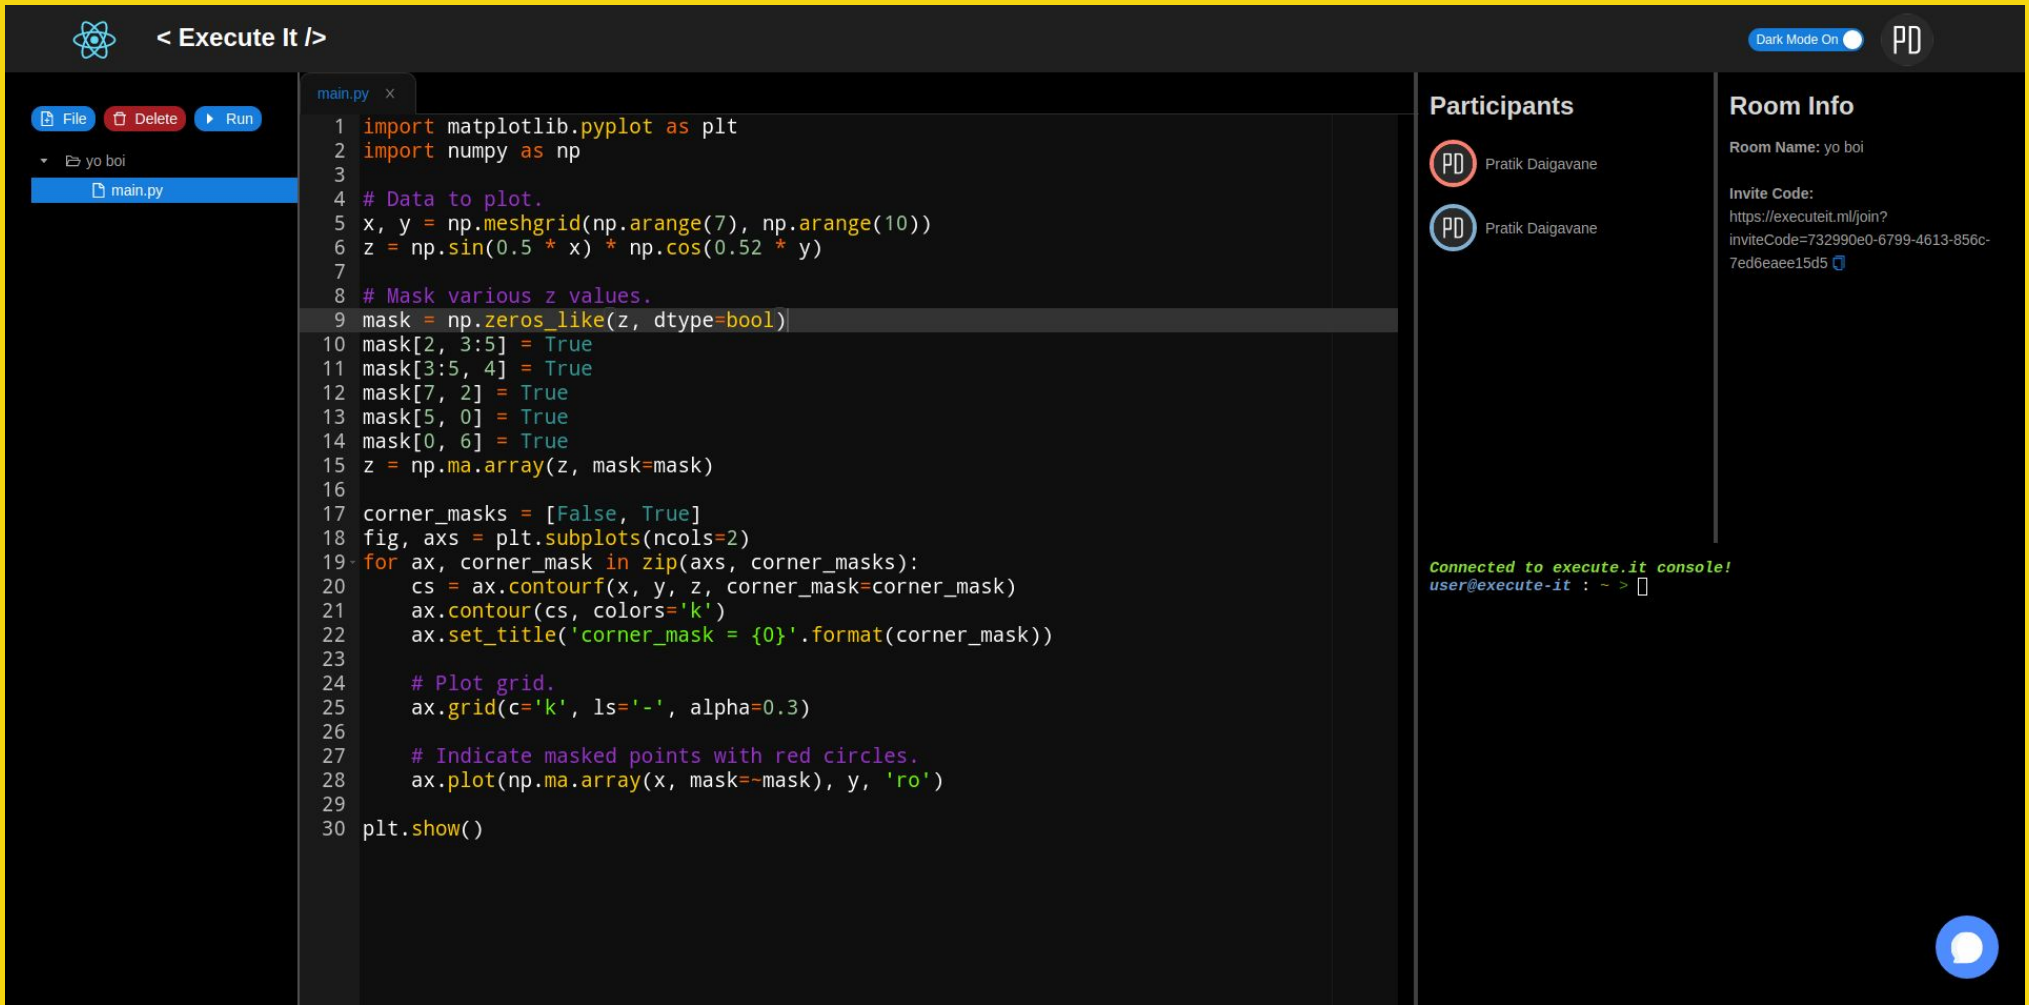 < Execute It />
Dark Mode On
PD
File Delete Run
yo boi
main.py
main.py
1 import matplotlib.pyplot as plt
2 import numpy as np
3
4 # Data to plot.
5 x, y = np.meshgrid(np.arange(7), np.arange(10))
6 z = np.sin(0.5 * x) * np.cos(0.52 * y)
7
8 # Mask various z values.
9 mask = np.zeros_like(z, dtype=bool)
10 mask[2, 3:5] = True
11 mask[3:5, 4] = True
12 mask[7, 2] = True
13 mask[5, 0] = True
14 mask[0, 6] = True
15 z = np.ma.array(z, mask=mask)
16
17 corner_masks = [False, True]
18 fig, axs = plt.subplots(ncols=2)
19 for ax, corner_mask in zip(axs, corner_masks):
20     cs = ax.contourf(x, y, z, corner_mask=corner_mask)
21     ax.contour(cs, colors='k')
22     ax.set_title('corner_mask = {0}'.format(corner_mask))
23
24     # Plot grid.
25     ax.grid(c='k', ls='-', alpha=0.3)
26
27     # Indicate masked points with red circles.
28     ax.plot(np.ma.array(x, mask=~mask), y, 'ro')
29
30 plt.show()
Participants
PD Pratik Daigavane
PD Pratik Daigavane
Room Info
Room Name: yo boi
Invite Code:
https://executeit.ml/join?
inviteCode=732990e0-6799-4613-856c-
7ed6eaee15d5
Connected to execute.it console!
user@execute-it : ~ >